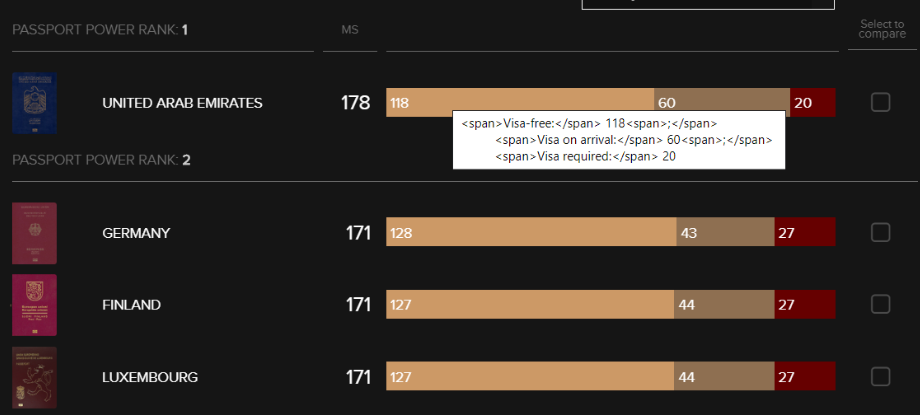 PASSPORT POWER RANK: 1
MS
Select to
compare
UNITED ARAB EMIRATES
178
118
60
20
<span>Visa-free:</span> 118<span>;</span>
<span>Visa on arrival:</span> 60<span>;</span>
<span>Visa required:</span> 20
PASSPORT POWER RANK: 2
GERMANY
171
128
43
27
FINLAND
171
127
44
27
LUXEMBOURG
171
127
44
27